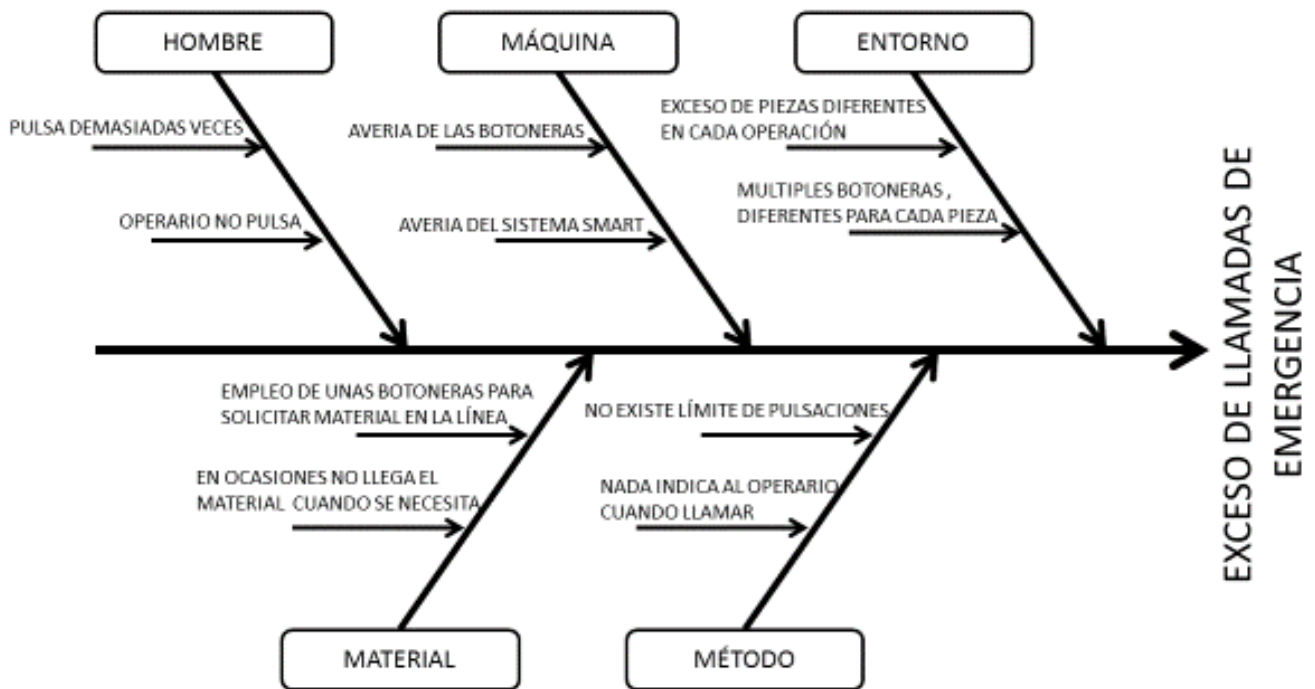 HOMBRE
MÁQUINA
ENTORNO
PULSA DEMASIADAS VECES
OPERARIO NO PULSA
AVERIA DE LAS BOTONERAS
AVERIA DEL SISTEMA SMART
EXCESO DE PIEZAS DIFERENTES
EN CADA OPERACIÓN
MULTIPLES BOTONERAS ,
DIFERENTES PARA CADA PIEZA
EMPLEO DE UNAS BOTONERAS PARA
SOLICITAR MATERIAL EN LA LÍNEA
EN OCASIONES NO LLEGA EL
MATERIAL CUANDO SE NECESITA
NO EXISTE LÍMITE DE PULSACIONES
NADA INDICA AL OPERARIO
CUANDO LLAMAR
MATERIAL
MÉTODO
EXCESO DE LLAMADAS DE
EMERGENCIA